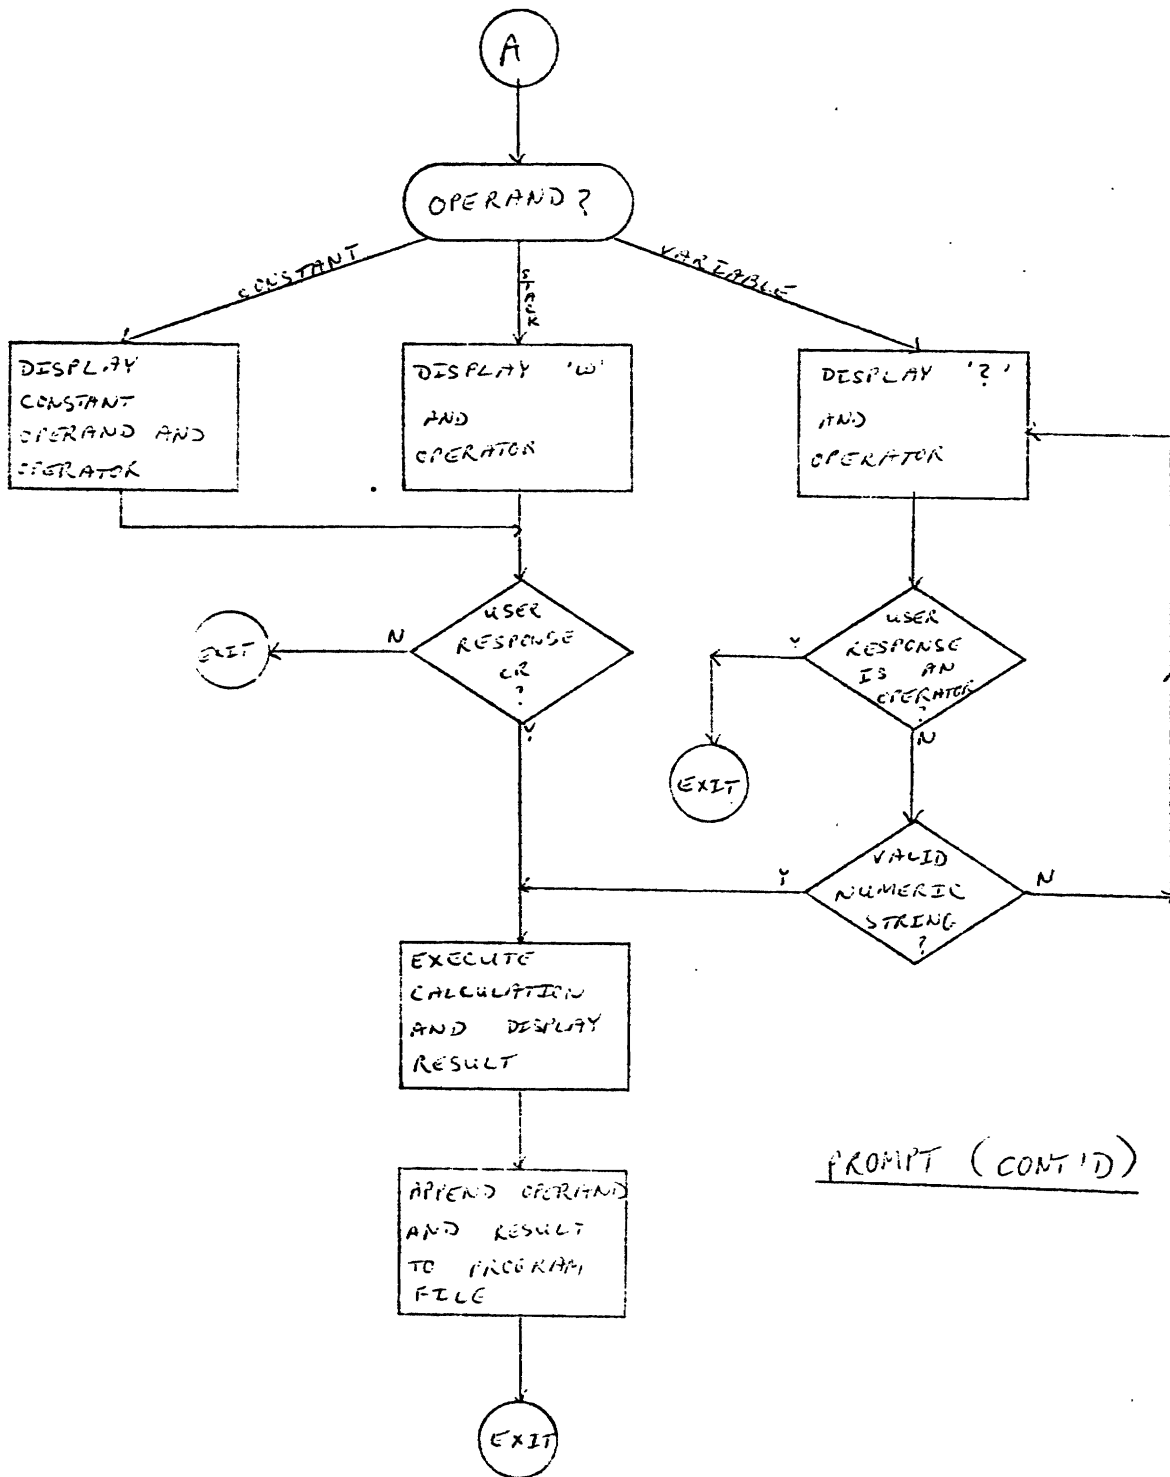 A
OPERAND?
CONSTANT
STACK
VARIABLE
DISPLAY
CONSTANT
OPERAND AND
OPERATOR
DISPLAY 'ω'
AND
OPERATOR
DISPLAY '?'
AND
OPERATOR
USER
RESPONSE
CR
?
N
EXIT
Y
USER
RESPONSE
IS AN
OPERATOR
?
Y
EXIT
N
VALID
NUMERIC
STRING
?
Y
N
EXECUTE
CALCULATION
AND DISPLAY
RESULT
APPEND OPERAND
AND RESULT
TO PROGRAM
FILE
EXIT
PROMPT (CONT'D)